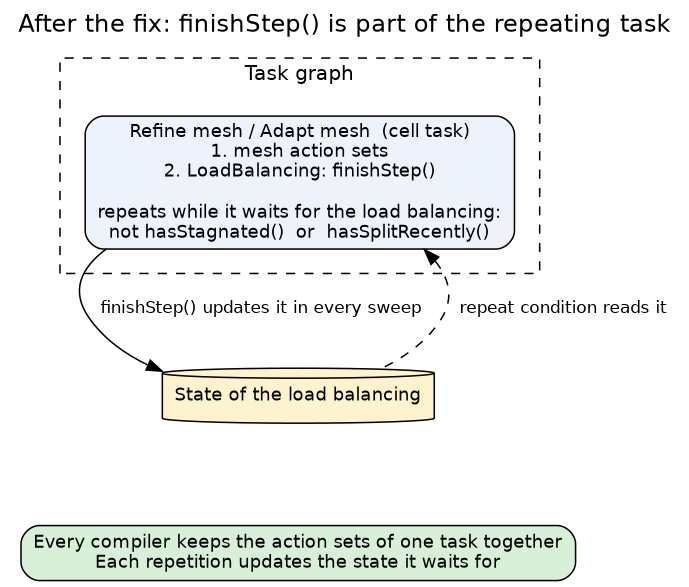 After the fix: finishStep() is part of the repeating task
Task graph
Refine mesh / Adapt mesh  (cell task)
1. mesh action sets
2. LoadBalancing: finishStep()
repeats while it waits for the load balancing:
not hasStagnated()  or  hasSplitRecently()
finishStep() updates it in every sweep
repeat condition reads it
State of the load balancing
Every compiler keeps the action sets of one task together
Each repetition updates the state it waits for